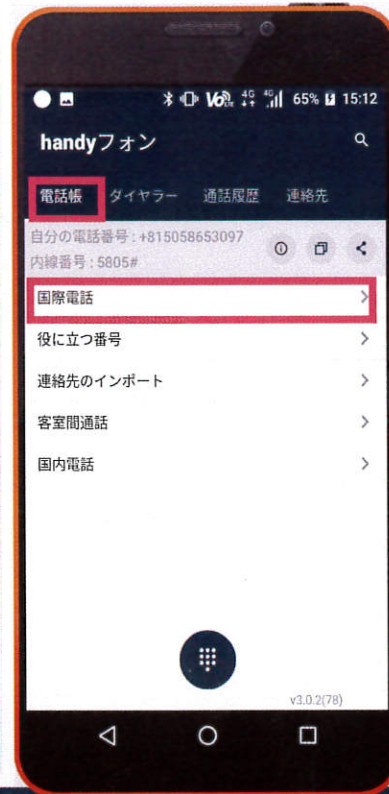 VoLTE 4G 4G 65% 15:12
handyフォン
電話帳 ダイヤラー 通話履歴 連絡先
自分の電話番号 : +815058653097
内線番号 : 5805#
国際電話
役に立つ番号
連絡先のインポート
客室間通話
国内電話
v3.0.2(78)